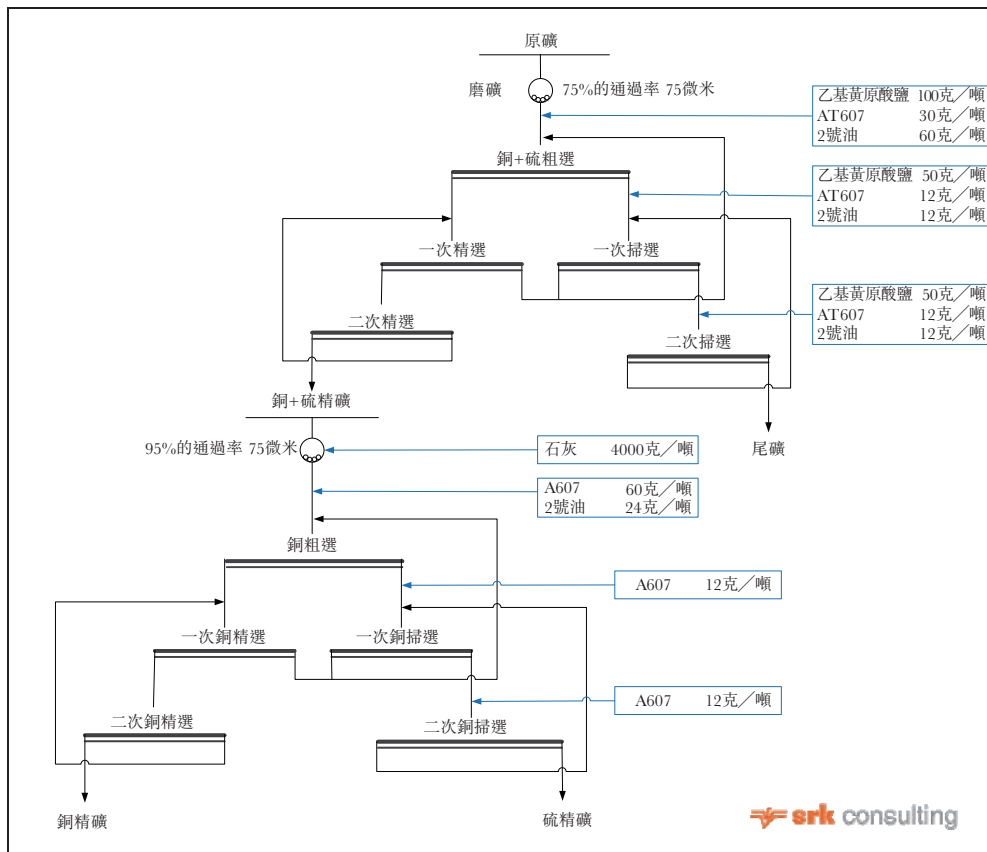 原礦
磨礦
75%的通過率 75微米
乙基黃原酸鹽 100克／噸
AT607 30克／噸
2號油 60克／噸
銅+硫粗選
乙基黃原酸鹽 50克／噸
AT607 12克／噸
2號油 12克／噸
一次精選
一次掃選
乙基黃原酸鹽 50克／噸
AT607 12克／噸
2號油 12克／噸
二次精選
二次掃選
銅+硫精礦
尾礦
95%的通過率 75微米
石灰 4000克／噸
A607 60克／噸
2號油 24克／噸
銅粗選
A607 12克／噸
一次銅精選
一次銅掃選
A607 12克／噸
二次銅精選
二次銅掃選
銅精礦
硫精礦
srk consulting